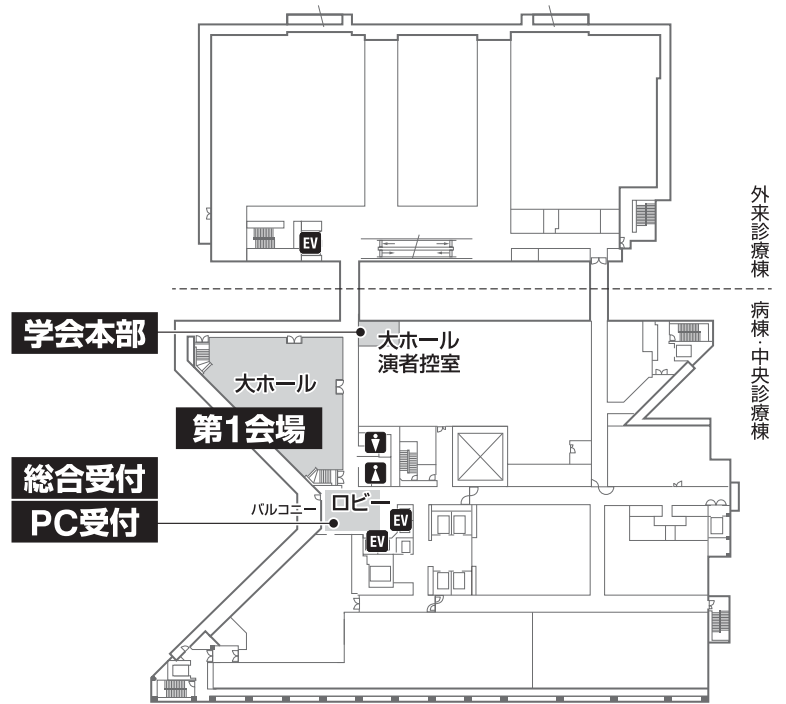 EV
外来診療棟
病棟・中央診療棟
学会本部
大ホール
演者控室
大ホール
第1会場
総合受付
PC受付
バルコニー
ロビー
EV
EV